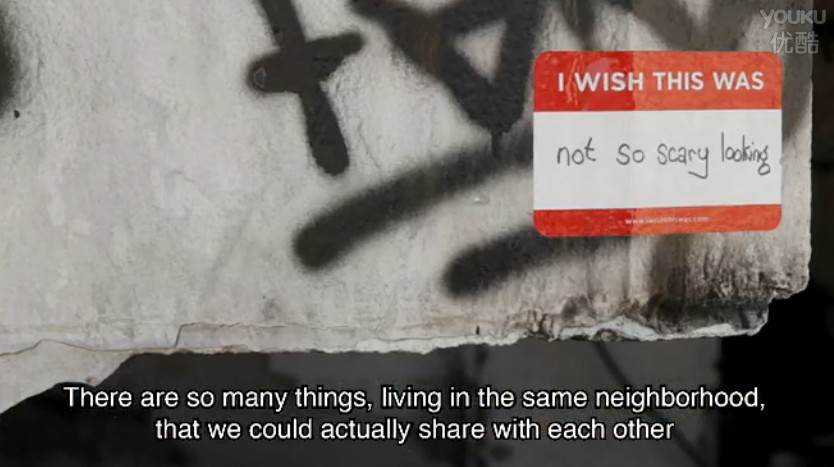 YOUKU
优酷
I WISH THIS WAS
not so scary looking
There are so many things, living in the same neighborhood,
that we could actually share with each other